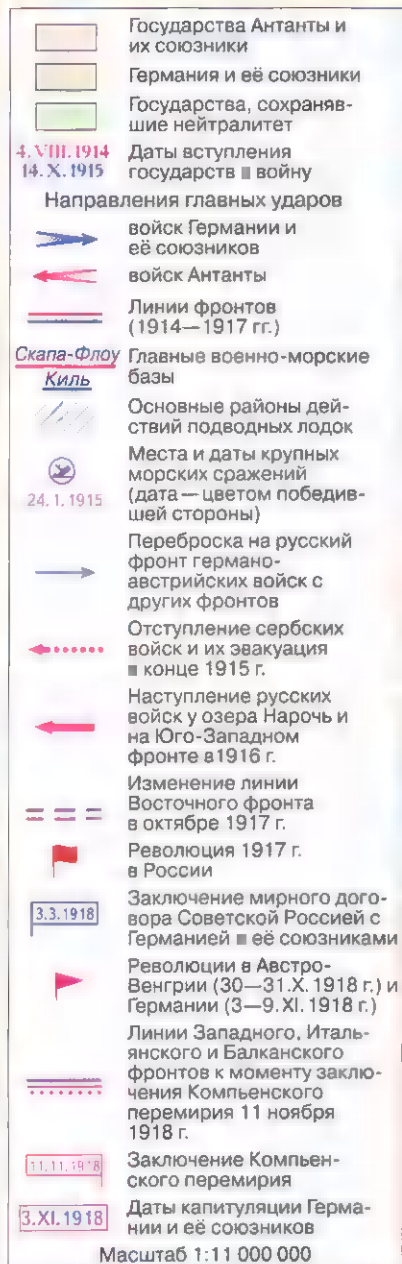 Государства Антанты и
их союзники
Германия и её союзники
Государства, сохраняв-
шие нейтралитет
4.VIII.1914
14.X.1915
Даты вступления
государств в войну
Направления главных ударов
войск Германии и
её союзников
войск Антанты
Линии фронтов
(1914—1917 гг.)
Скапа-Флоу
Киль
Главные военно-морские
базы
Основные районы дей-
ствий подводных лодок
24.1.1915
Места и даты крупных
морских сражений
(дата—цветом победив-
шей стороны)
Переброска на русский
фронт германо-
австрийских войск с
других фронтов
Отступление сербских
войск и их эвакуация
в конце 1915 г.
Наступление русских
войск у озера Нарочь и
на Юго-Западном
фронте в1916 г.
Изменение линии
Восточного фронта
в октябре 1917 г.
Революция 1917 г.
в России
3.3.1918
Заключение мирного дого-
вора Советской Россией с
Германией и её союзниками
Революции в Австро-
Венгрии (30—31.X.1918 г.) и
Германии (3—9.XI.1918 г.)
Линии Западного, Италь-
янского и Балканского
фронтов к моменту заклю-
чения Компьенского
перемирия 11 ноября
1918 г.
11.11.1918
Заключение Компьен-
ского перемирия
3.XI.1918
Даты капитуляции Герма-
нии и её союзников
Масштаб 1:11 000 000